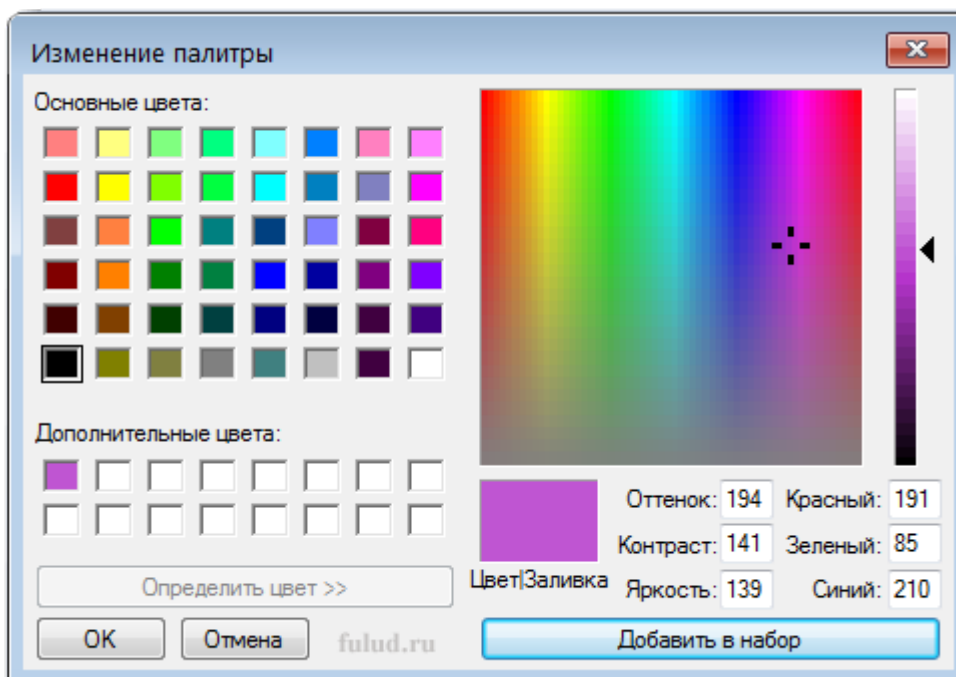 Изменение палитры
Основные цвета:
Дополнительные цвета:
Определить цвет >>
ОК
Отмена
fulud.ru
Цвет|Заливка
Оттенок: 194
Красный: 191
Контраст: 141
Зеленый: 85
Яркость: 139
Синий: 210
Добавить в набор